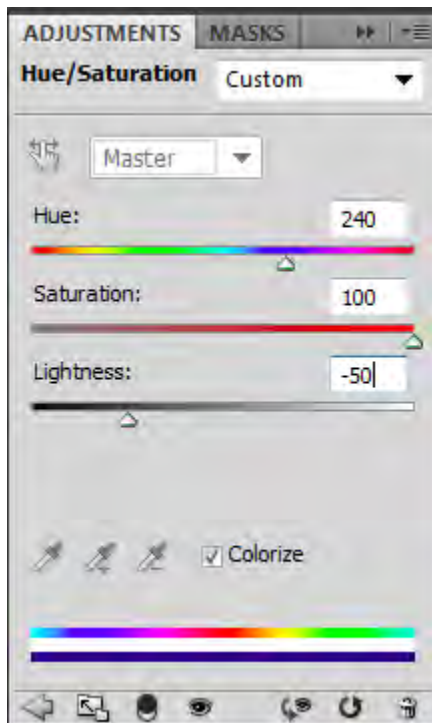 ADJUSTMENTS MASKS
Hue/Saturation Custom
Master
Hue: 240
Saturation: 100
Lightness: -50
Colorize